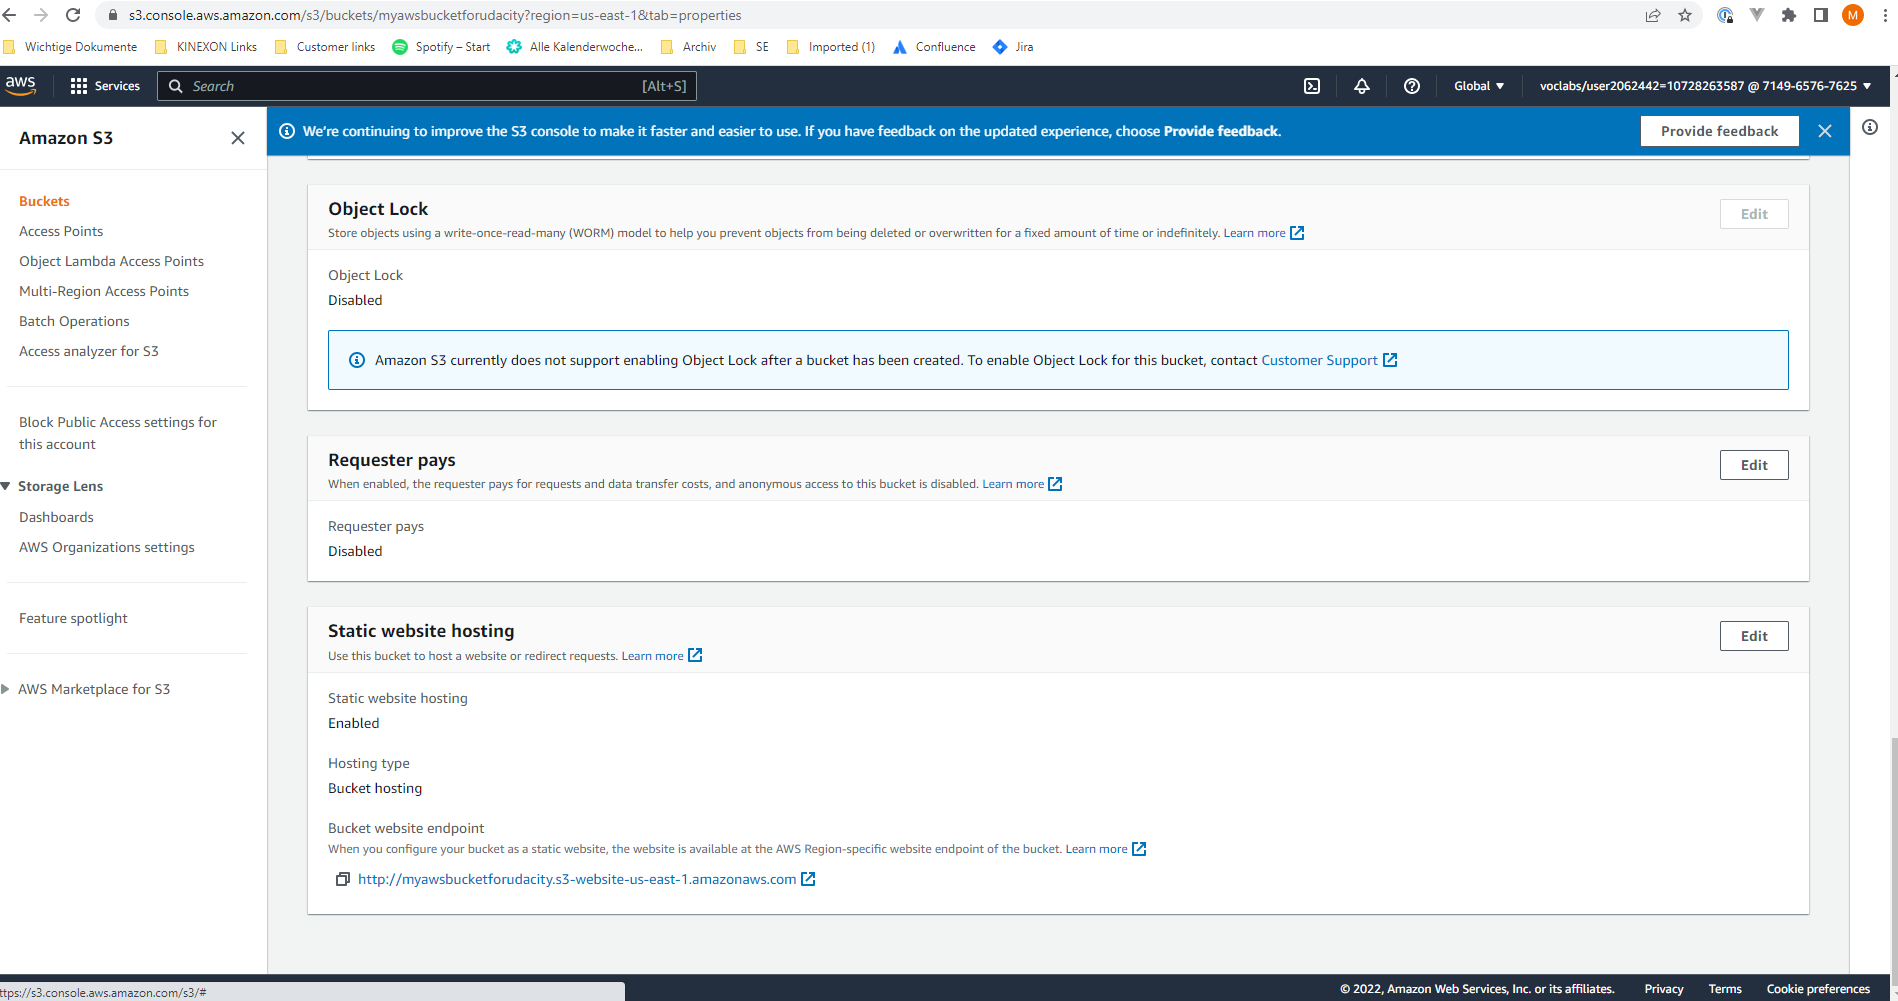 s3.console.aws.amazon.com/s3/buckets/myawsbucketforudacity?region=us-east-1&tab=properties
M
Wichtige Dokumente KINEXON Links Customer links Spotify – Start Alle Kalenderwoche... Archiv SE Imported (1) Confluence Jira
aws Services Search [Alt+S] Global voclabs/user2062442=10728263587 @ 7149-6576-7625
Amazon S3
We're continuing to improve the S3 console to make it faster and easier to use. If you have feedback on the updated experience, choose Provide feedback.
Provide feedback
Buckets
Access Points
Object Lambda Access Points
Multi-Region Access Points
Batch Operations
Access analyzer for S3
Block Public Access settings for
this account
Storage Lens
Dashboards
AWS Organizations settings
Feature spotlight
AWS Marketplace for S3
Object Lock
Edit
Store objects using a write-once-read-many (WORM) model to help you prevent objects from being deleted or overwritten for a fixed amount of time or indefinitely. Learn more
Object Lock
Disabled
Amazon S3 currently does not support enabling Object Lock after a bucket has been created. To enable Object Lock for this bucket, contact Customer Support
Requester pays
Edit
When enabled, the requester pays for requests and data transfer costs, and anonymous access to this bucket is disabled. Learn more
Requester pays
Disabled
Static website hosting
Edit
Use this bucket to host a website or redirect requests. Learn more
Static website hosting
Enabled
Hosting type
Bucket hosting
Bucket website endpoint
When you configure your bucket as a static website, the website is available at the AWS Region-specific website endpoint of the bucket. Learn more
http://myawsbucketforudacity.s3-website-us-east-1.amazonaws.com
ttps://s3.console.aws.amazon.com/s3/#
© 2022, Amazon Web Services, Inc. or its affiliates. Privacy Terms Cookie preferences